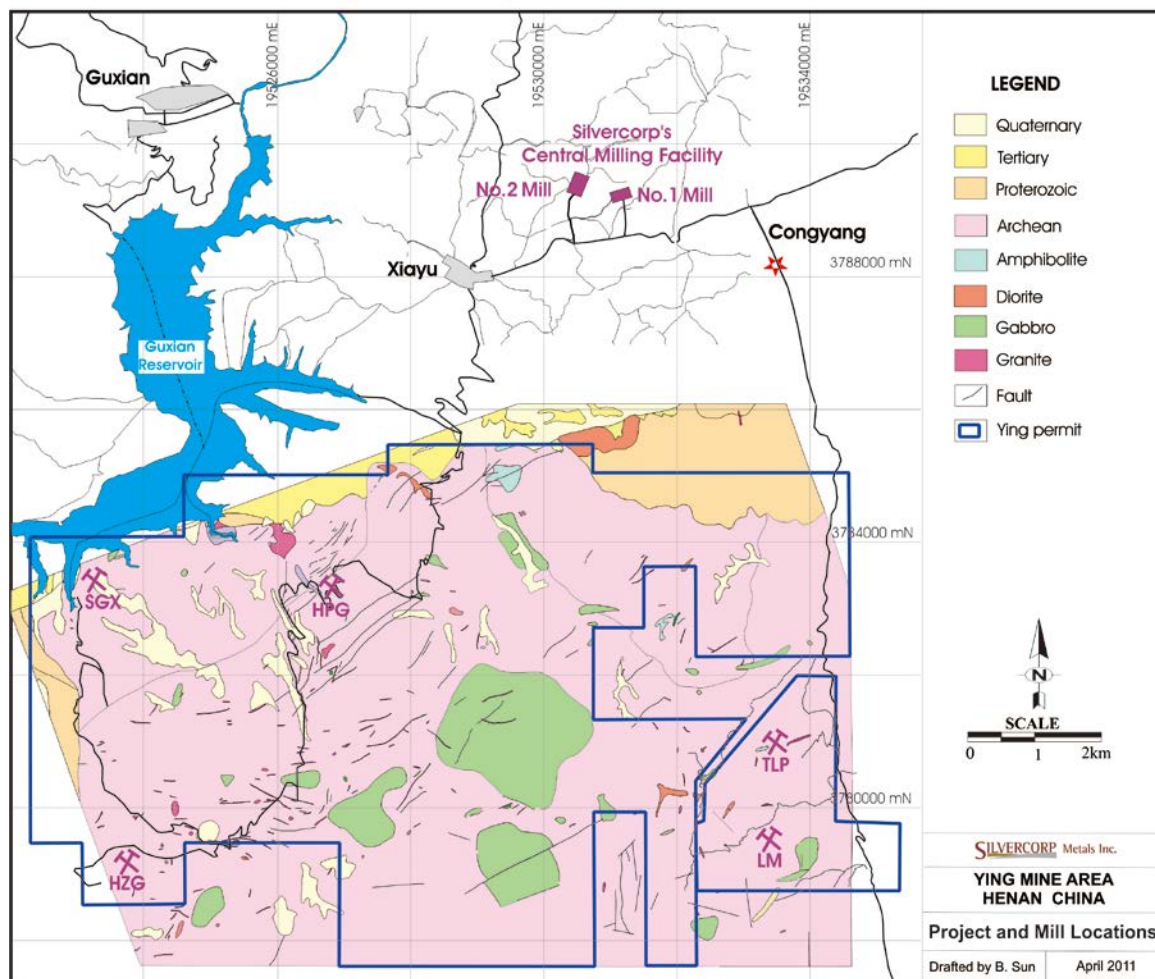 Guxian
19526000 mE
19530000 mE
19534000 mE
Silvercorp's
Central Milling Facility
No.2 Mill
No.1 Mill
Xiayu
Congyang
3788000 mN
Guxian
Reservoir
3784000 mN
SGX
HPG
TLP
3780000 mN
LM
HZG
LEGEND
Quaternary
Tertiary
Proterozoic
Archean
Amphibolite
Diorite
Gabbro
Granite
Fault
Ying permit
N
SCALE
0 1 2km
SILVERCORP Metals Inc.
YING MINE AREA
HENAN CHINA
Project and Mill Locations
Drafted by B. Sun April 2011